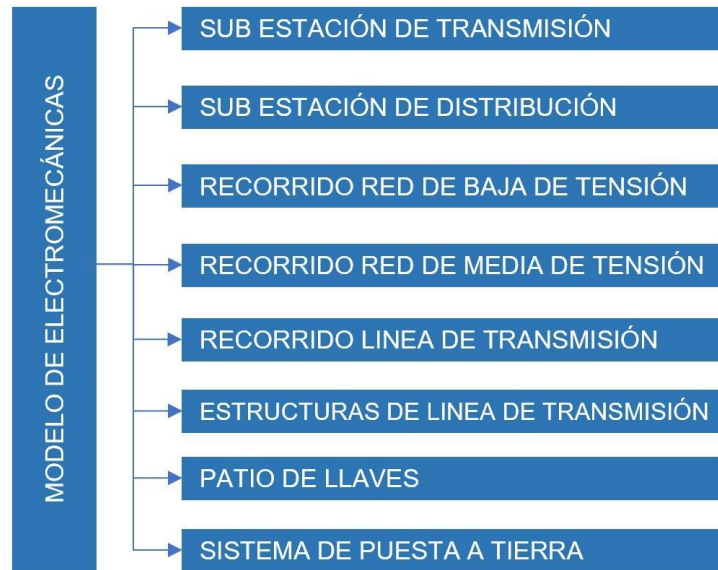 MODELO DE ELECTROMECÁNICAS
SUB ESTACIÓN DE TRANSMISIÓN
SUB ESTACIÓN DE DISTRIBUCIÓN
RECORRIDO RED DE BAJA DE TENSIÓN
RECORRIDO RED DE MEDIA DE TENSIÓN
RECORRIDO LINEA DE TRANSMISIÓN
ESTRUCTURAS DE LINEA DE TRANSMISIÓN
PATIO DE LLAVES
SISTEMA DE PUESTA A TIERRA